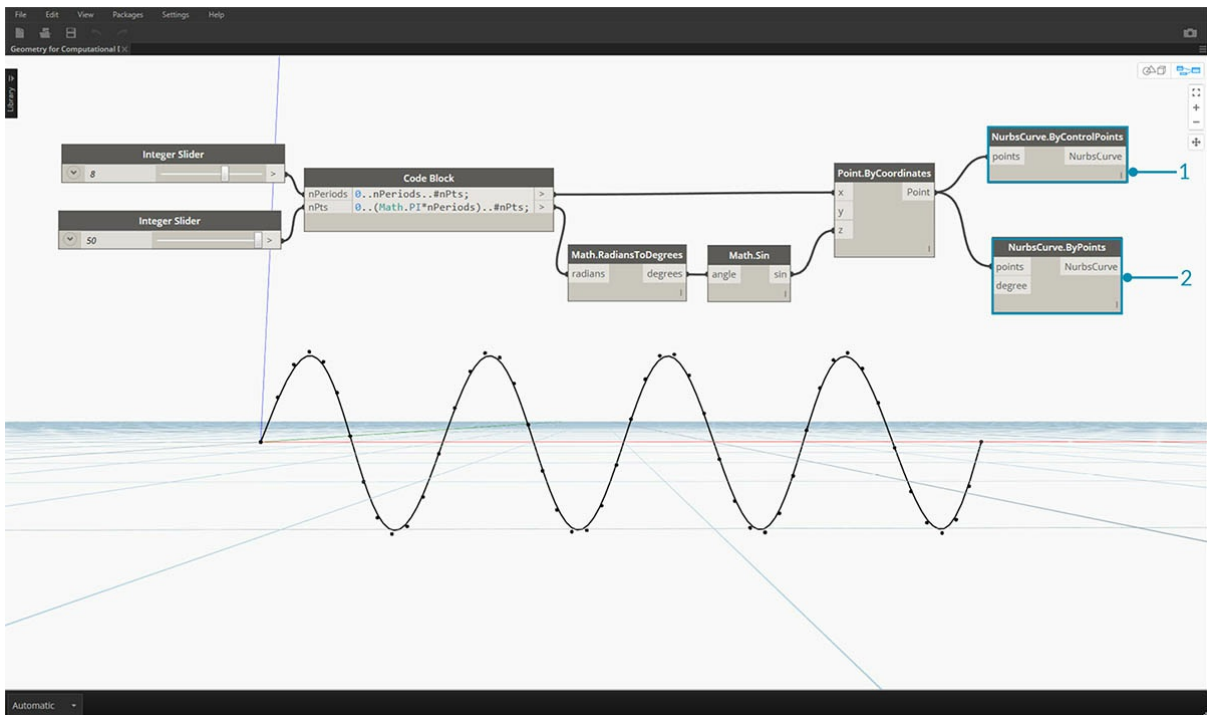 File Edit View Packages Settings Help
Geometry for Computational D
Library
Integer Slider
8 >
Integer Slider
50 >
Code Block
nPeriods 0..nPeriods..#nPts; >
nPts 0..(Math.PI*nPeriods)..#nPts; >
Math.RadiansToDegrees
radians degrees
Math.Sin
angle sin
Point.ByCoordinates
x Point
y
z
NurbsCurve.ByControlPoints
points NurbsCurve
1
NurbsCurve.ByPoints
points NurbsCurve
degree
2
Automatic